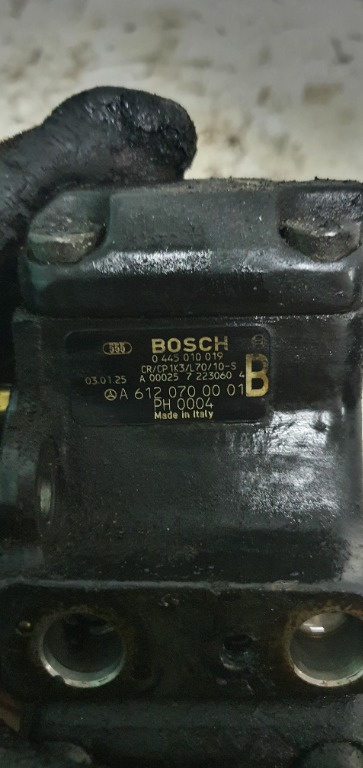 555 BOSCH
0 445 010 019
CR/CP1K3/L70/10-S
03.01.25 A 00025 7 223060 4
A 612 070 00 01 B
PH 0004
Made in Italy